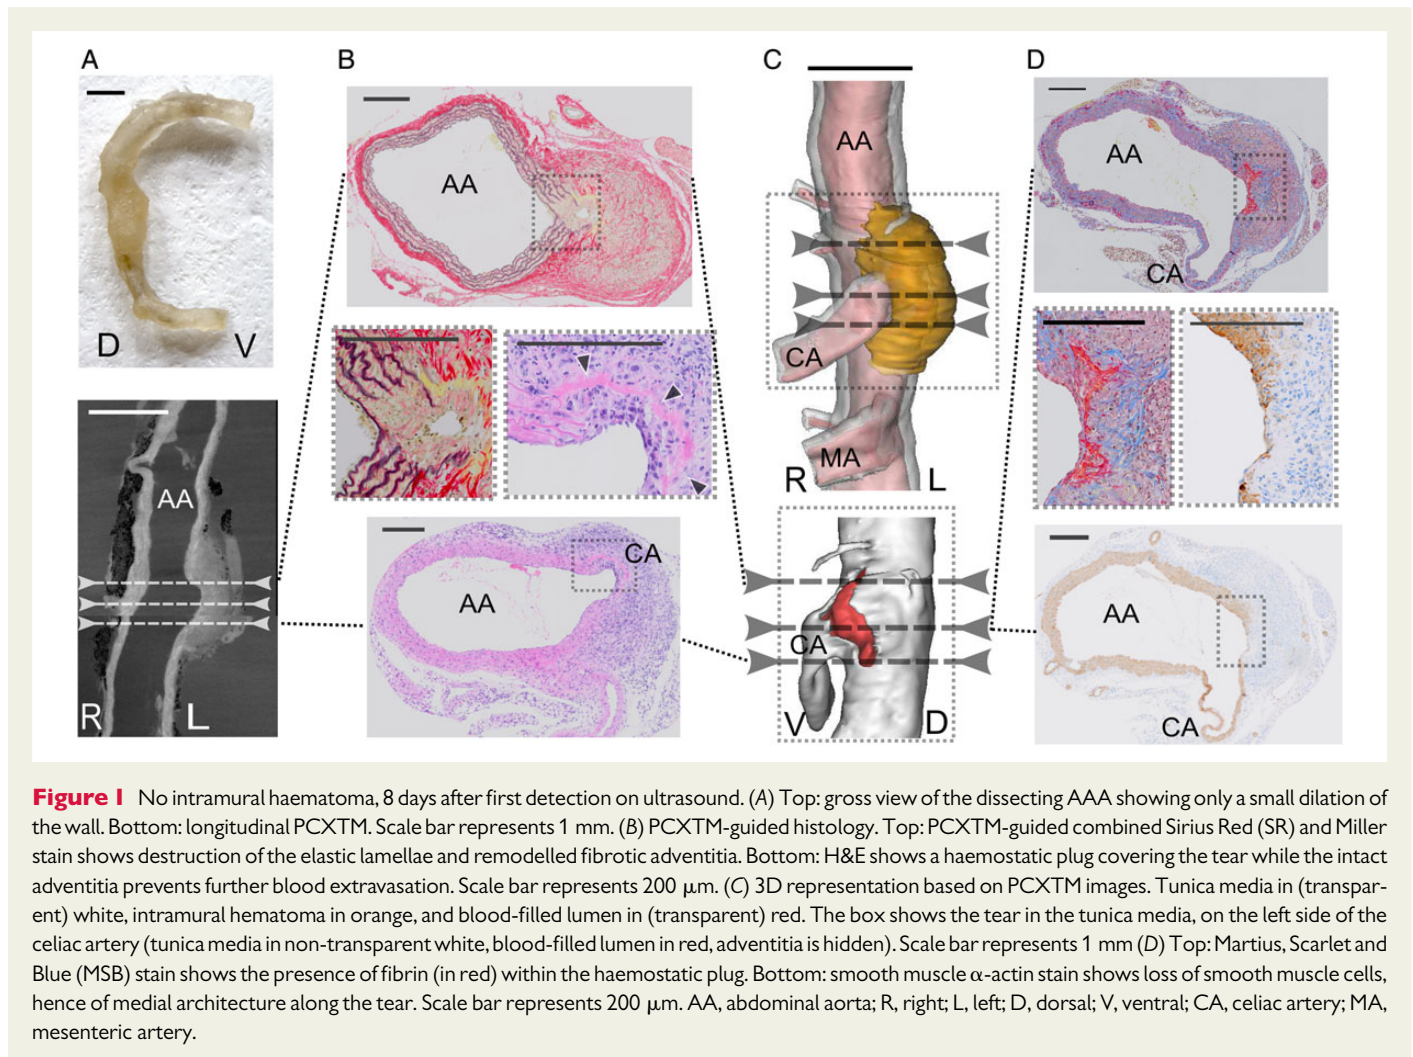 A
B
C
D
AA
AA
AA
CA
D
V
CA
MA
R
L
AA
CA
AA
AA
CA
R
L
CA
V
D
Figure 1 No intramural haematoma, 8 days after first detection on ultrasound. (A) Top: gross view of the dissecting AAA showing only a small dilation of
the wall. Bottom: longitudinal PCXTM. Scale bar represents 1 mm. (B) PCXTM-guided histology. Top: PCXTM-guided combined Sirius Red (SR) and Miller
stain shows destruction of the elastic lamellae and remodelled fibrotic adventitia. Bottom: H&E shows a haemostatic plug covering the tear while the intact
adventitia prevents further blood extravasation. Scale bar represents 200 μm. (C) 3D representation based on PCXTM images. Tunica media in (transpar-
ent) white, intramural hematoma in orange, and blood-filled lumen in (transparent) red. The box shows the tear in the tunica media, on the left side of the
celiac artery (tunica media in non-transparent white, blood-filled lumen in red, adventitia is hidden). Scale bar represents 1 mm (D) Top: Martius, Scarlet and
Blue (MSB) stain shows the presence of fibrin (in red) within the haemostatic plug. Bottom: smooth muscle α-actin stain shows loss of smooth muscle cells,
hence of medial architecture along the tear. Scale bar represents 200 μm. AA, abdominal aorta; R, right; L, left; D, dorsal; V, ventral; CA, celiac artery; MA,
mesenteric artery.